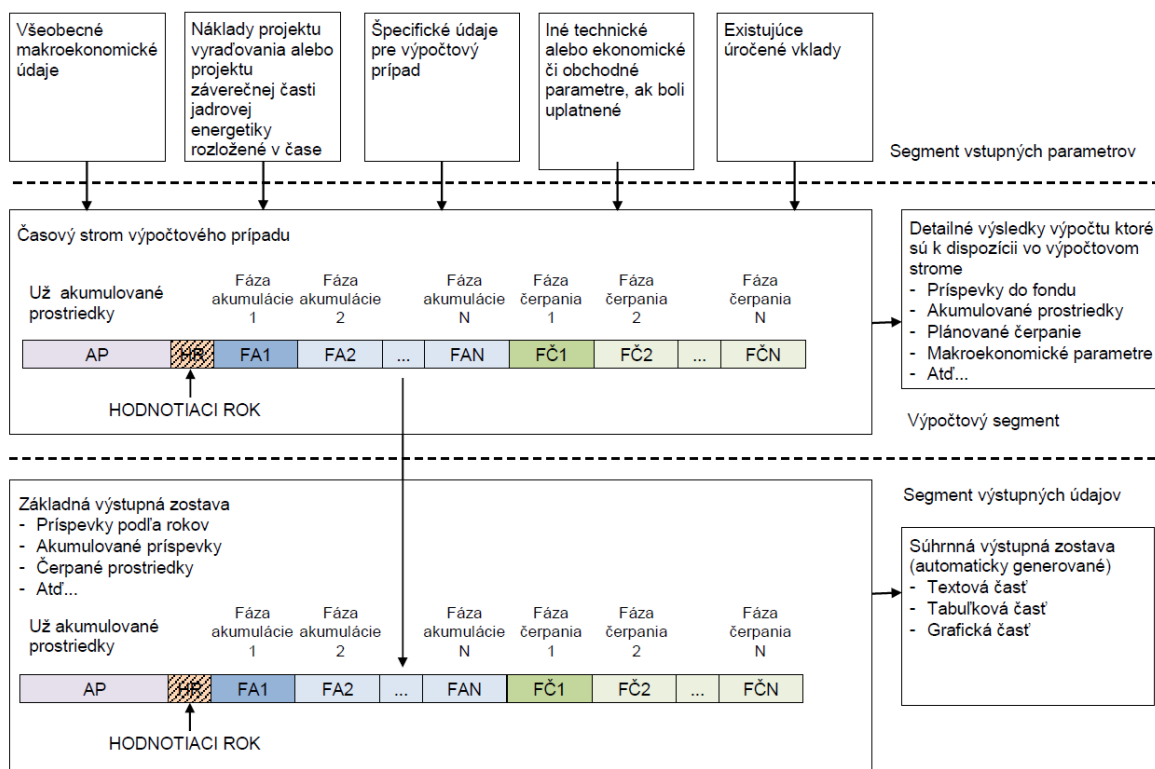 Všeobecné
makroekonomické
údaje
Náklady projektu
vyraďovania alebo
projektu
záverečnej časti
jadrovej
energetiky
rozložené v čase
Špecifické údaje
pre výpočtový
prípad
Iné technické
alebo ekonomické
či obchodné
parametre, ak boli
uplatnené
Existujúce
úročené vklady
Segment vstupných parametrov
Časový strom výpočtového prípadu
Už akumulované
prostriedky
Fáza
akumulácie
1
Fáza
akumulácie
2
Fáza
akumulácie
N
Fáza
čerpania
1
Fáza
čerpania
2
Fáza
čerpania
N
AP HR FA1 FA2 ... FAN FČ1 FČ2 ... FČN
HODNOTIACI ROK
Detailné výsledky výpočtu ktoré
sú k dispozícii vo výpočtovom
strome
- Príspevky do fondu
- Akumulované prostriedky
- Plánované čerpanie
- Makroekonomické parametre
- Atď...
Výpočtový segment
Základná výstupná zostava
- Príspevky podľa rokov
- Akumulované príspevky
- Čerpané prostriedky
- Atď...
Už akumulované
prostriedky
Fáza
akumulácie
1
Fáza
akumulácie
2
Fáza
akumulácie
N
Fáza
čerpania
1
Fáza
čerpania
2
Fáza
čerpania
N
AP HR FA1 FA2 ... FAN FČ1 FČ2 ... FČN
HODNOTIACI ROK
Segment výstupných údajov
Súhrnná výstupná zostava
(automaticky generované)
- Textová časť
- Tabuľková časť
- Grafická časť